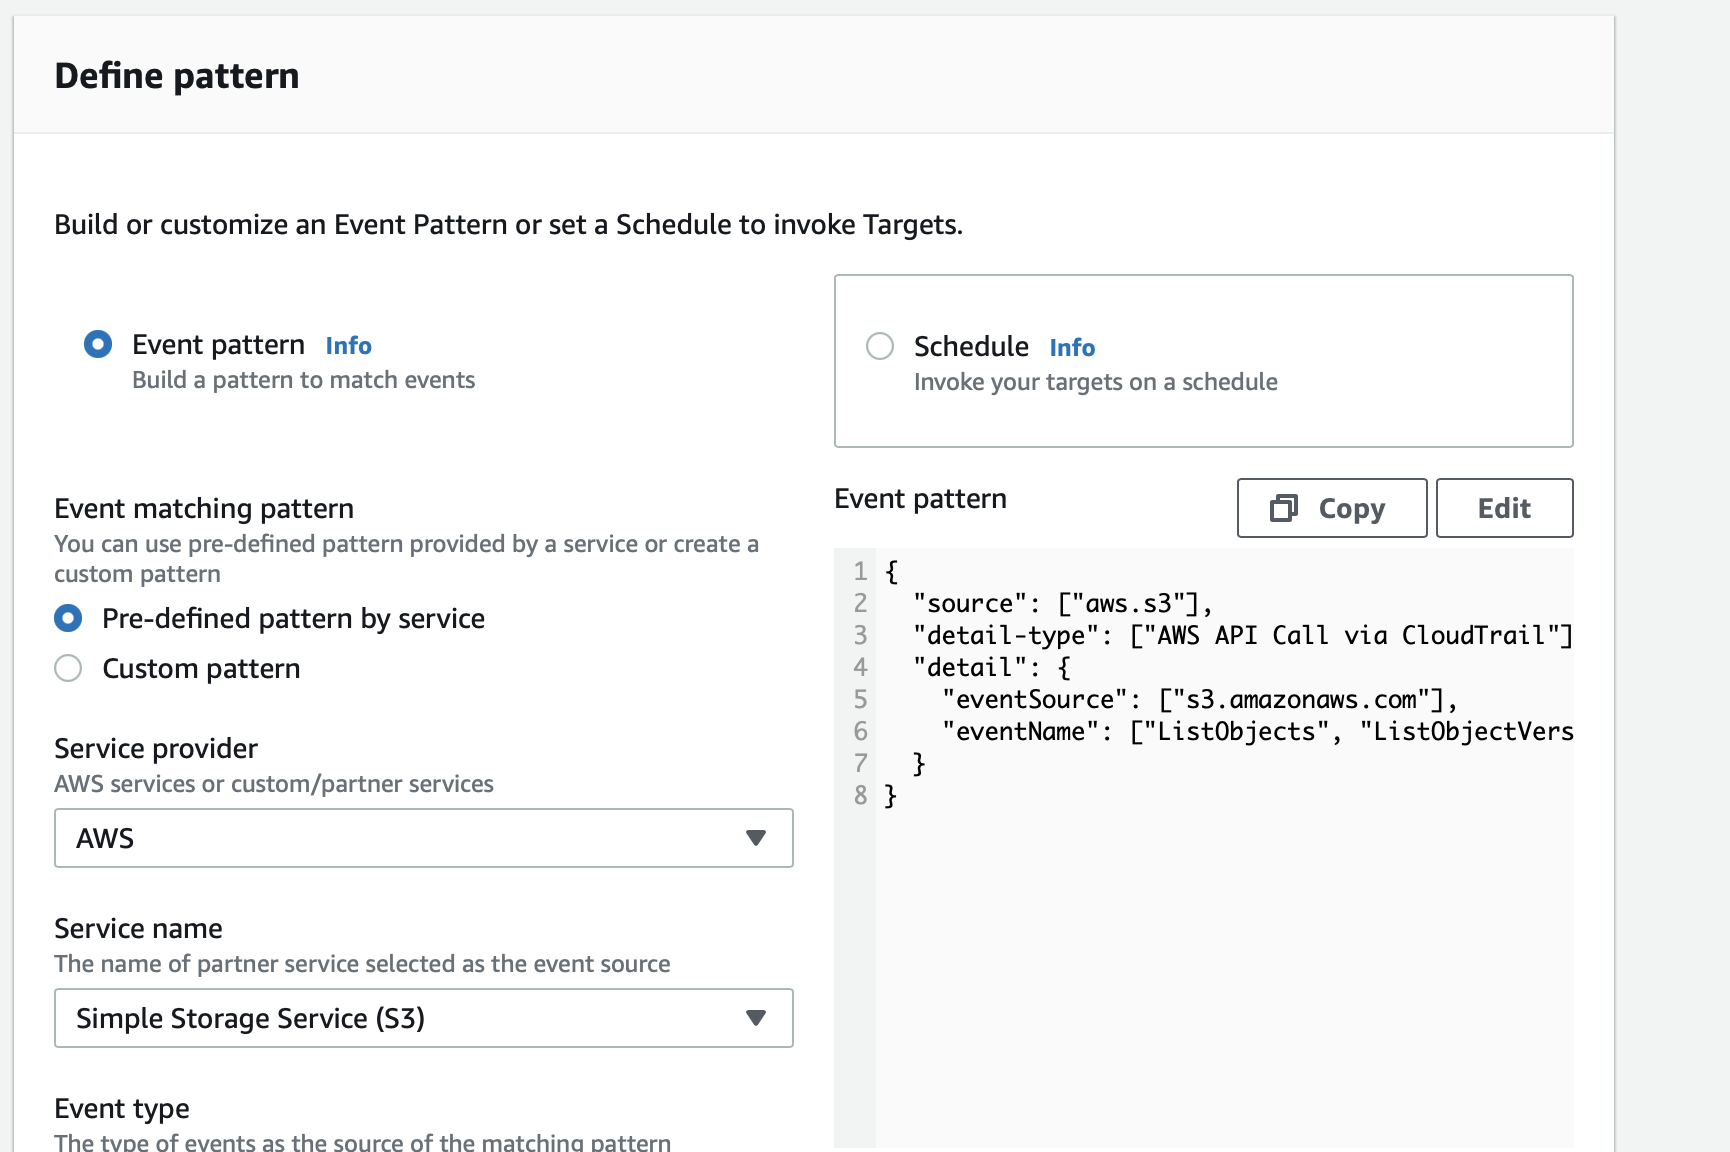 Define pattern
Build or customize an Event Pattern or set a Schedule to invoke Targets.
Event pattern Info
Build a pattern to match events
Schedule Info
Invoke your targets on a schedule
Event matching pattern
You can use pre-defined pattern provided by a service or create a
custom pattern
Pre-defined pattern by service
Custom pattern
Service provider
AWS services or custom/partner services
AWS
Service name
The name of partner service selected as the event source
Simple Storage Service (S3)
Event type
The type of events as the source of the matching pattern
Event pattern
Copy
Edit
1 {
2 "source": ["aws.s3"],
3 "detail-type": ["AWS API Call via CloudTrail"]
4 "detail": {
5 "eventSource": ["s3.amazonaws.com"],
6 "eventName": ["ListObjects", "ListObjectVers
7 }
8 }